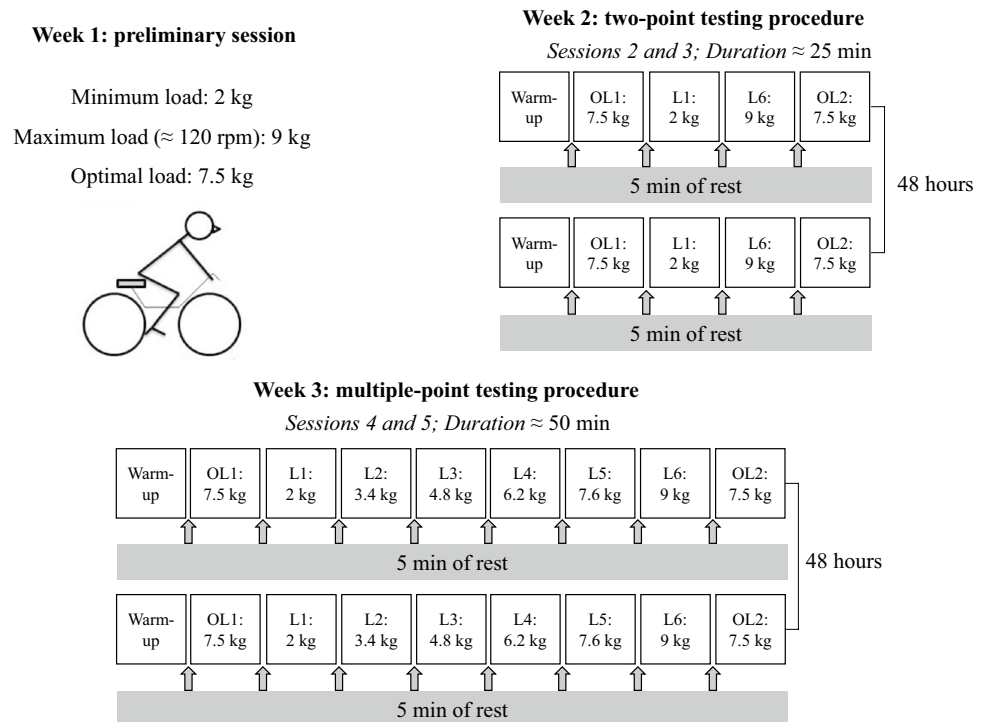 Week 1: preliminary session
Minimum load: 2 kg
Maximum load (≈ 120 rpm): 9 kg
Optimal load: 7.5 kg
Week 2: two-point testing procedure
Sessions 2 and 3; Duration ≈ 25 min
Warm- OL1: L1: L6: OL2:
up 7.5 kg 2 kg 9 kg 7.5 kg
5 min of rest
48 hours
Warm- OL1: L1: L6: OL2:
up 7.5 kg 2 kg 9 kg 7.5 kg
5 min of rest
Week 3: multiple-point testing procedure
Sessions 4 and 5; Duration ≈ 50 min
Warm- OL1: L1: L2: L3: L4: L5: L6: OL2:
up 7.5 kg 2 kg 3.4 kg 4.8 kg 6.2 kg 7.6 kg 9 kg 7.5 kg
5 min of rest
48 hours
Warm- OL1: L1: L2: L3: L4: L5: L6: OL2:
up 7.5 kg 2 kg 3.4 kg 4.8 kg 6.2 kg 7.6 kg 9 kg 7.5 kg
5 min of rest